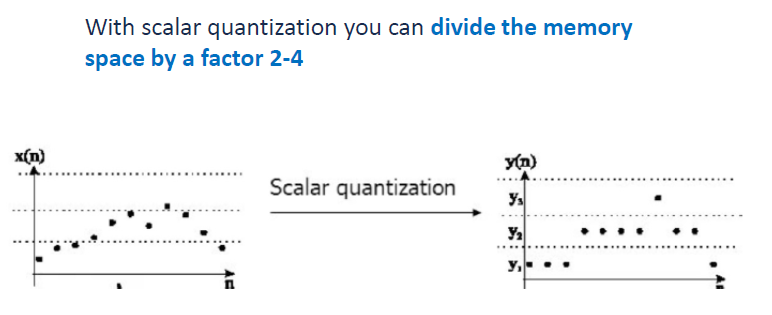 With scalar quantization you can divide the memory
space by a factor 2-4
x(n)
Scalar quantization
n
y(n)
y₃
y₂
y₁